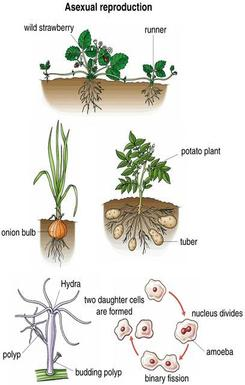 Asexual reproduction
wild strawberry
runner
potato plant
onion bulb
tuber
Hydra
two daughter cells
are formed
nucleus divides
polyp
amoeba
budding polyp
binary fission